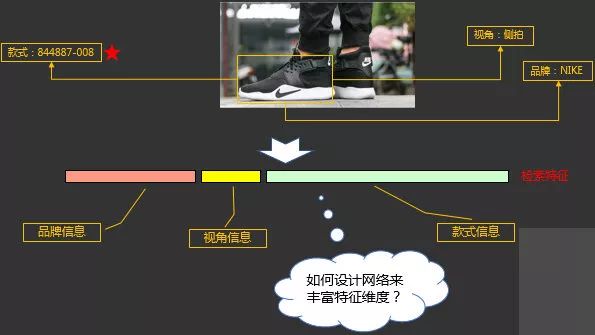 视角：侧拍
款式：844887-008
品牌：NIKE
检索特征
品牌信息
视角信息
款式信息
如何设计网络来
丰富特征维度？